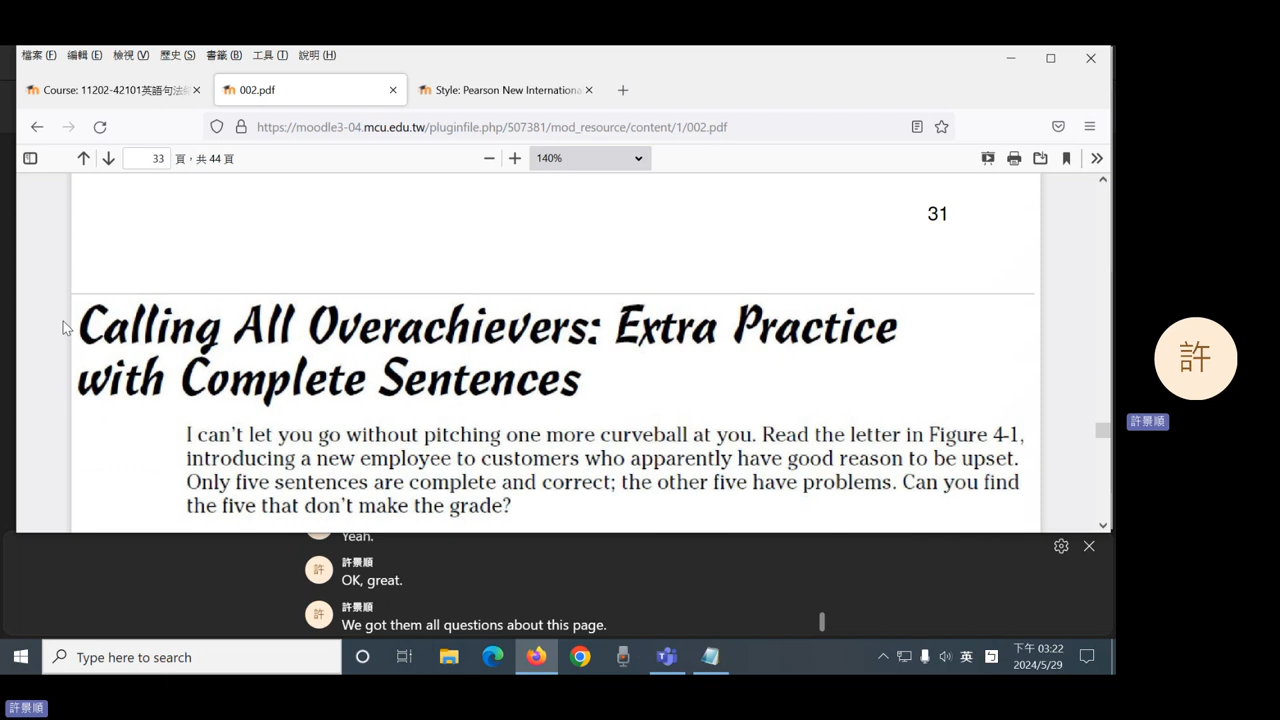 檔案 (F) 編輯 (E) 檢視 (V) 歷史 (S) 書籤 (B) 工具 (T) 說明 (H)
Course: 11202-42101英語句法 002.pdf Style: Pearson New Internationa
https://moodle3-04.mcu.edu.tw/pluginfile.php/507381/mod_resource/content/1/002.pdf
33 頁，共 44 頁 140%
31
Calling All Overachievers: Extra Practice
with Complete Sentences
I can't let you go without pitching one more curveball at you. Read the letter in Figure 4-1,
introducing a new employee to customers who apparently have good reason to be upset.
Only five sentences are complete and correct; the other five have problems. Can you find
the five that don't make the grade?
許
許景順
Yeah.
許景順
許
OK, great.
許景順
許
We got them all questions about this page.
Type here to search
英
下午 03:22
2024/5/29
許景順